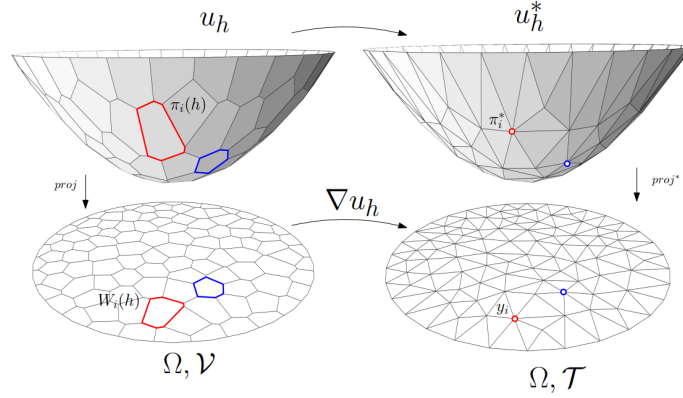 u_h u_h^*
π_i(h) π_i^*
proj ∇u_h proj*
W_i(h) y_i
Ω, 𝒱 Ω, 𝒯